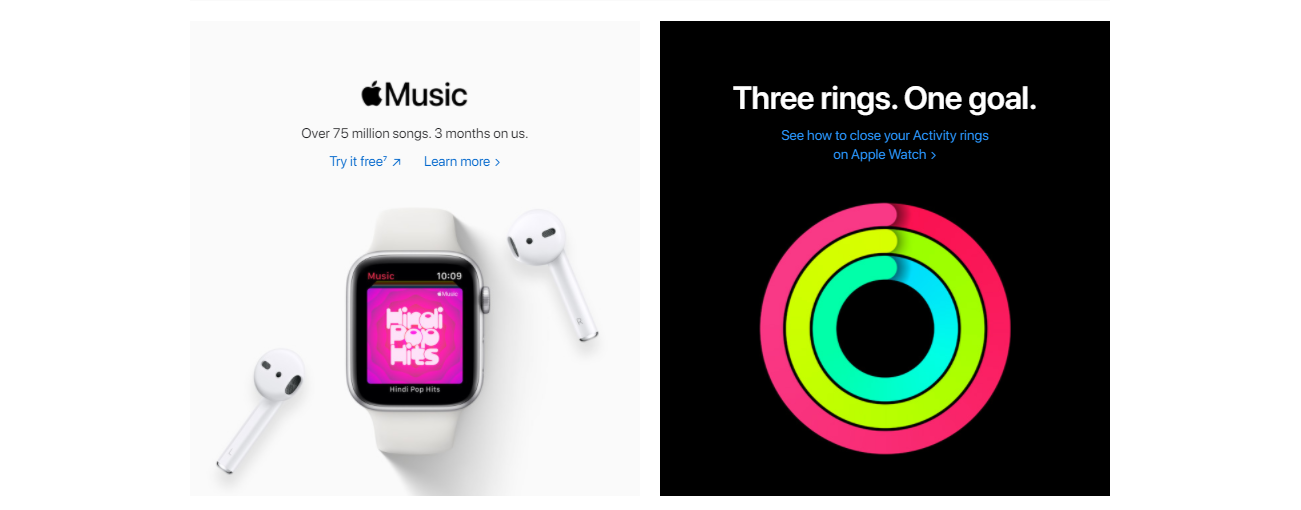 Music
Over 75 million songs. 3 months on us.
Try it free⁷ ↗ Learn more >
Music 10:09
Music
Hindi
Pop
Hits
Hindi Pop Hits
Three rings. One goal.
See how to close your Activity rings
on Apple Watch >